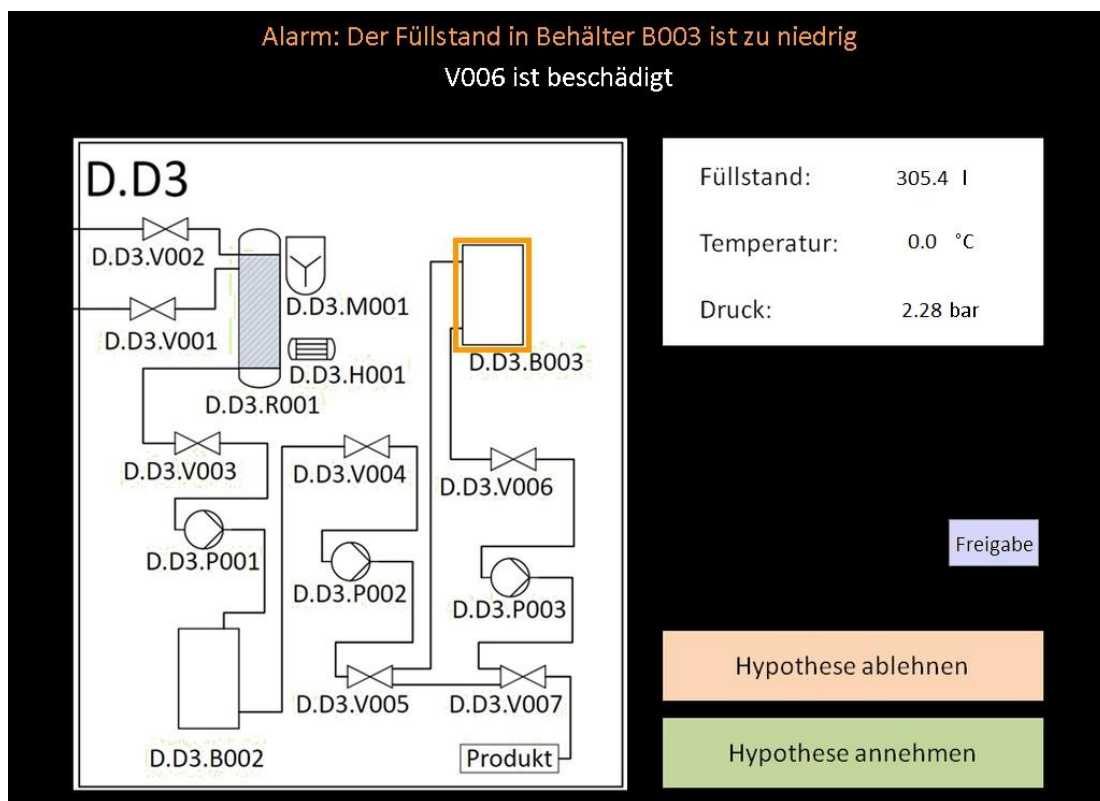 Alarm: Der Füllstand in Behälter B003 ist zu niedrig
V006 ist beschädigt
D.D3
D.D3.V002
D.D3.M001
D.D3.V001
D.D3.H001
D.D3.R001
D.D3.B003
D.D3.V003
D.D3.V004
D.D3.V006
D.D3.P001
D.D3.P002
D.D3.P003
D.D3.V005
D.D3.V007
D.D3.B002
Produkt
Füllstand: 305.4 l
Temperatur: 0.0 °C
Druck: 2.28 bar
Freigabe
Hypothese ablehnen
Hypothese annehmen